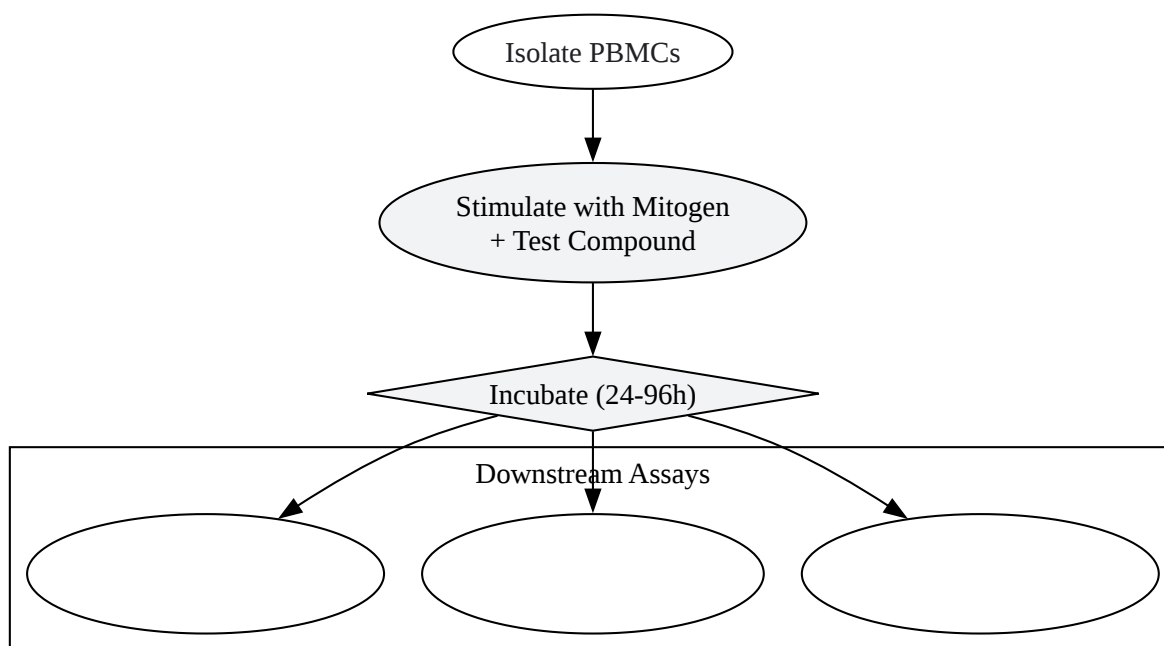 Isolate PBMCs
Stimulate with Mitogen
+ Test Compound
Incubate (24-96h)
Downstream Assays